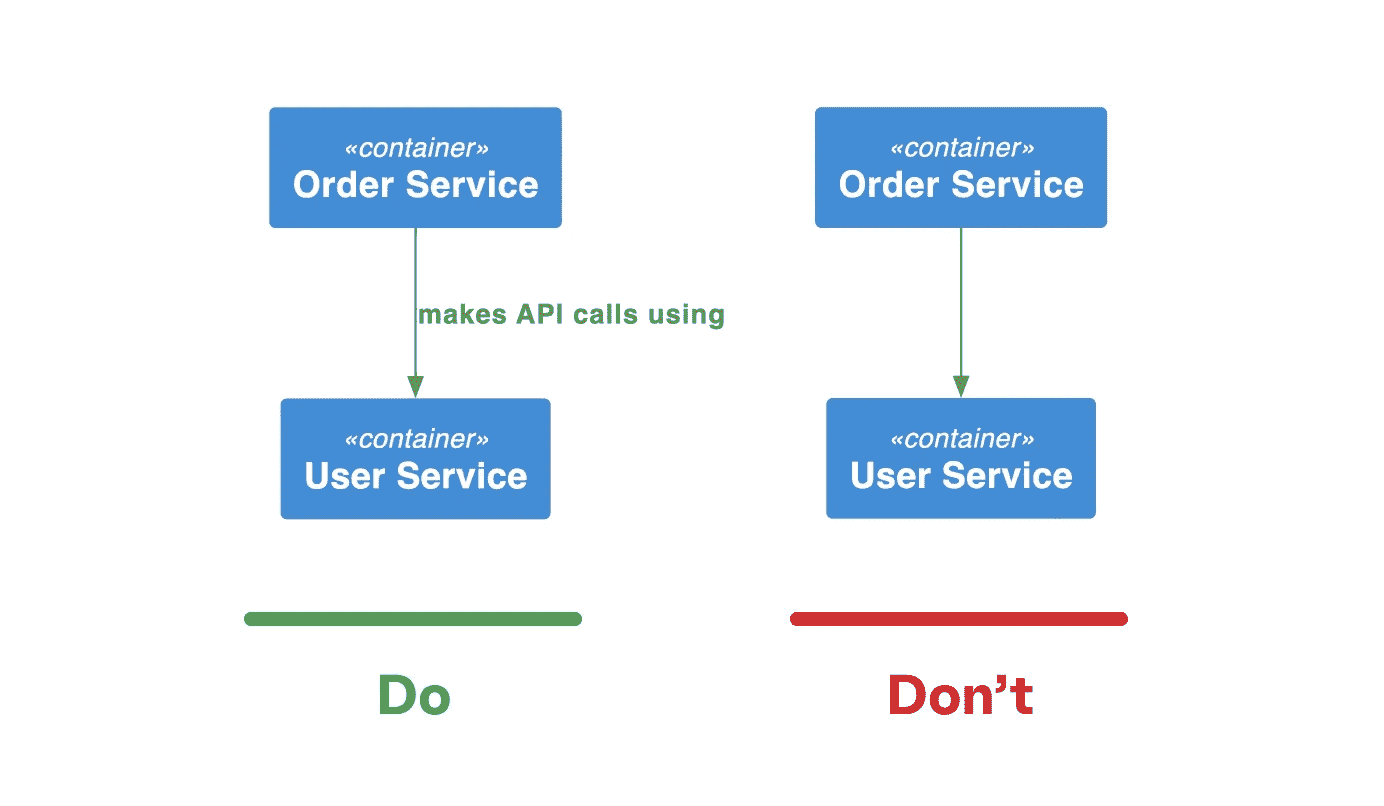 «container»
Order Service
makes API calls using
«container»
User Service
Do
«container»
Order Service
«container»
User Service
Don’t